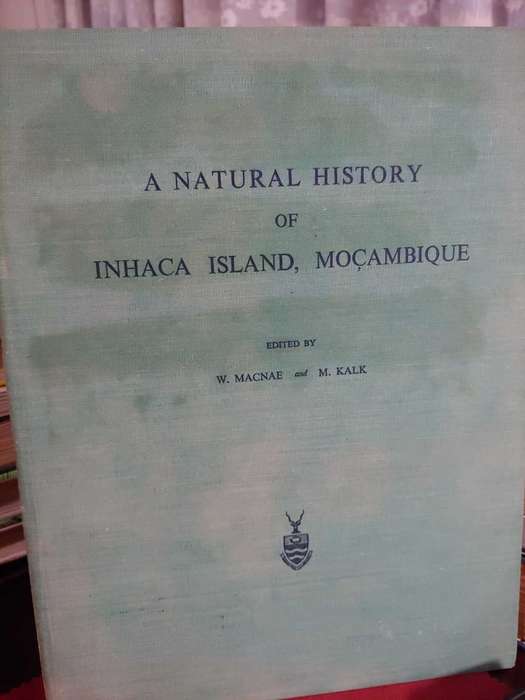 A NATURAL HISTORY
OF
INHACA ISLAND, MOÇAMBIQUE
EDITED BY
W. MACNAE and M. KALK